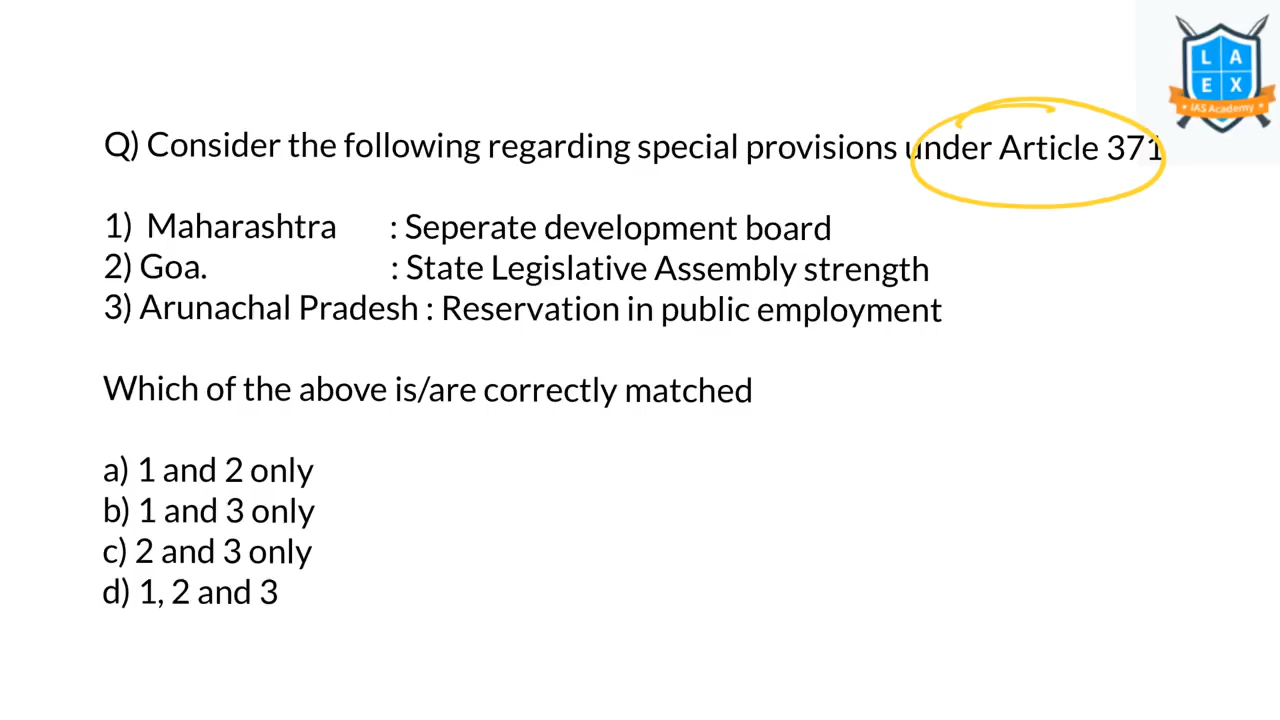 L A
E X
IAS Academy
Q) Consider the following regarding special provisions under Article 371
1) Maharashtra : Seperate development board
2) Goa. : State Legislative Assembly strength
3) Arunachal Pradesh : Reservation in public employment
Which of the above is/are correctly matched
a) 1 and 2 only
b) 1 and 3 only
c) 2 and 3 only
d) 1, 2 and 3